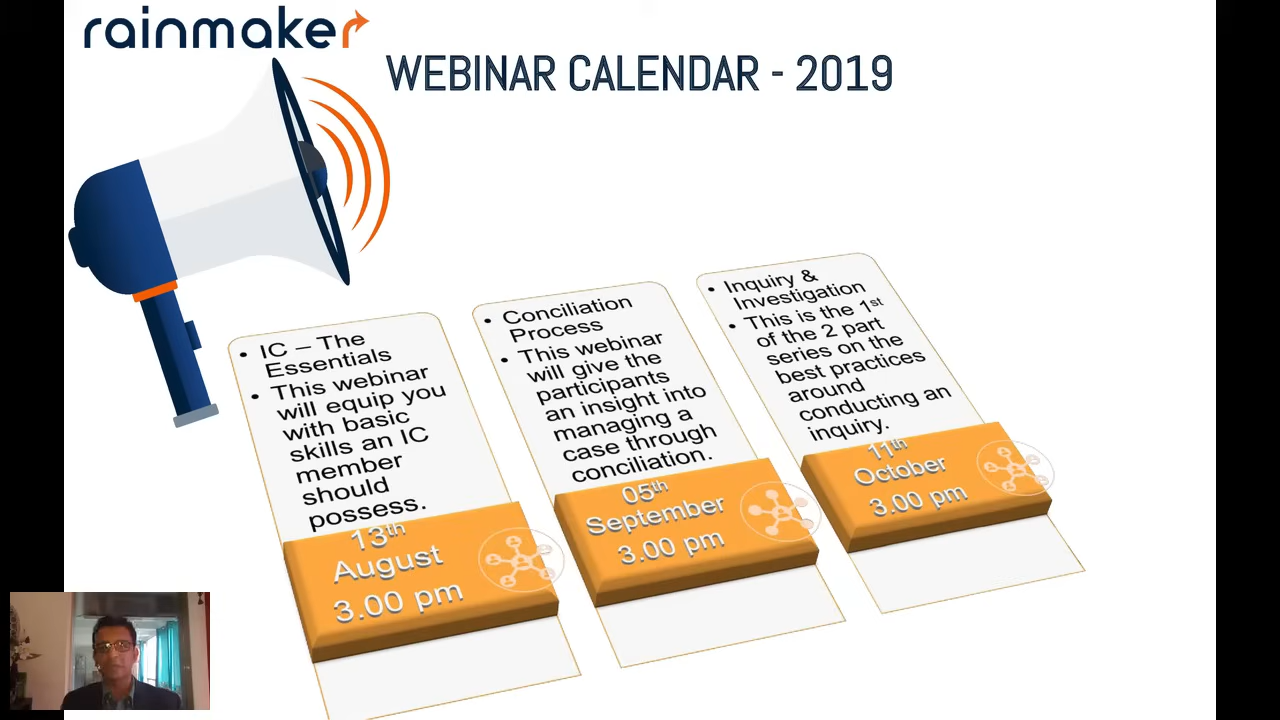 rainmaker
WEBINAR CALENDAR - 2019
• IC – The
Essentials
• This webinar
will equip you
with basic
skills an IC
member
should
possess.
13th
August
3.00 pm
• Conciliation
Process
• This webinar
will give the
participants
an insight into
managing a
case through
conciliation.
05th
September
3.00 pm
• Inquiry &
Investigation
• This is the 1st
of the 2 part
series on the
best practices
around
conducting an
inquiry.
11th
October
3.00 pm